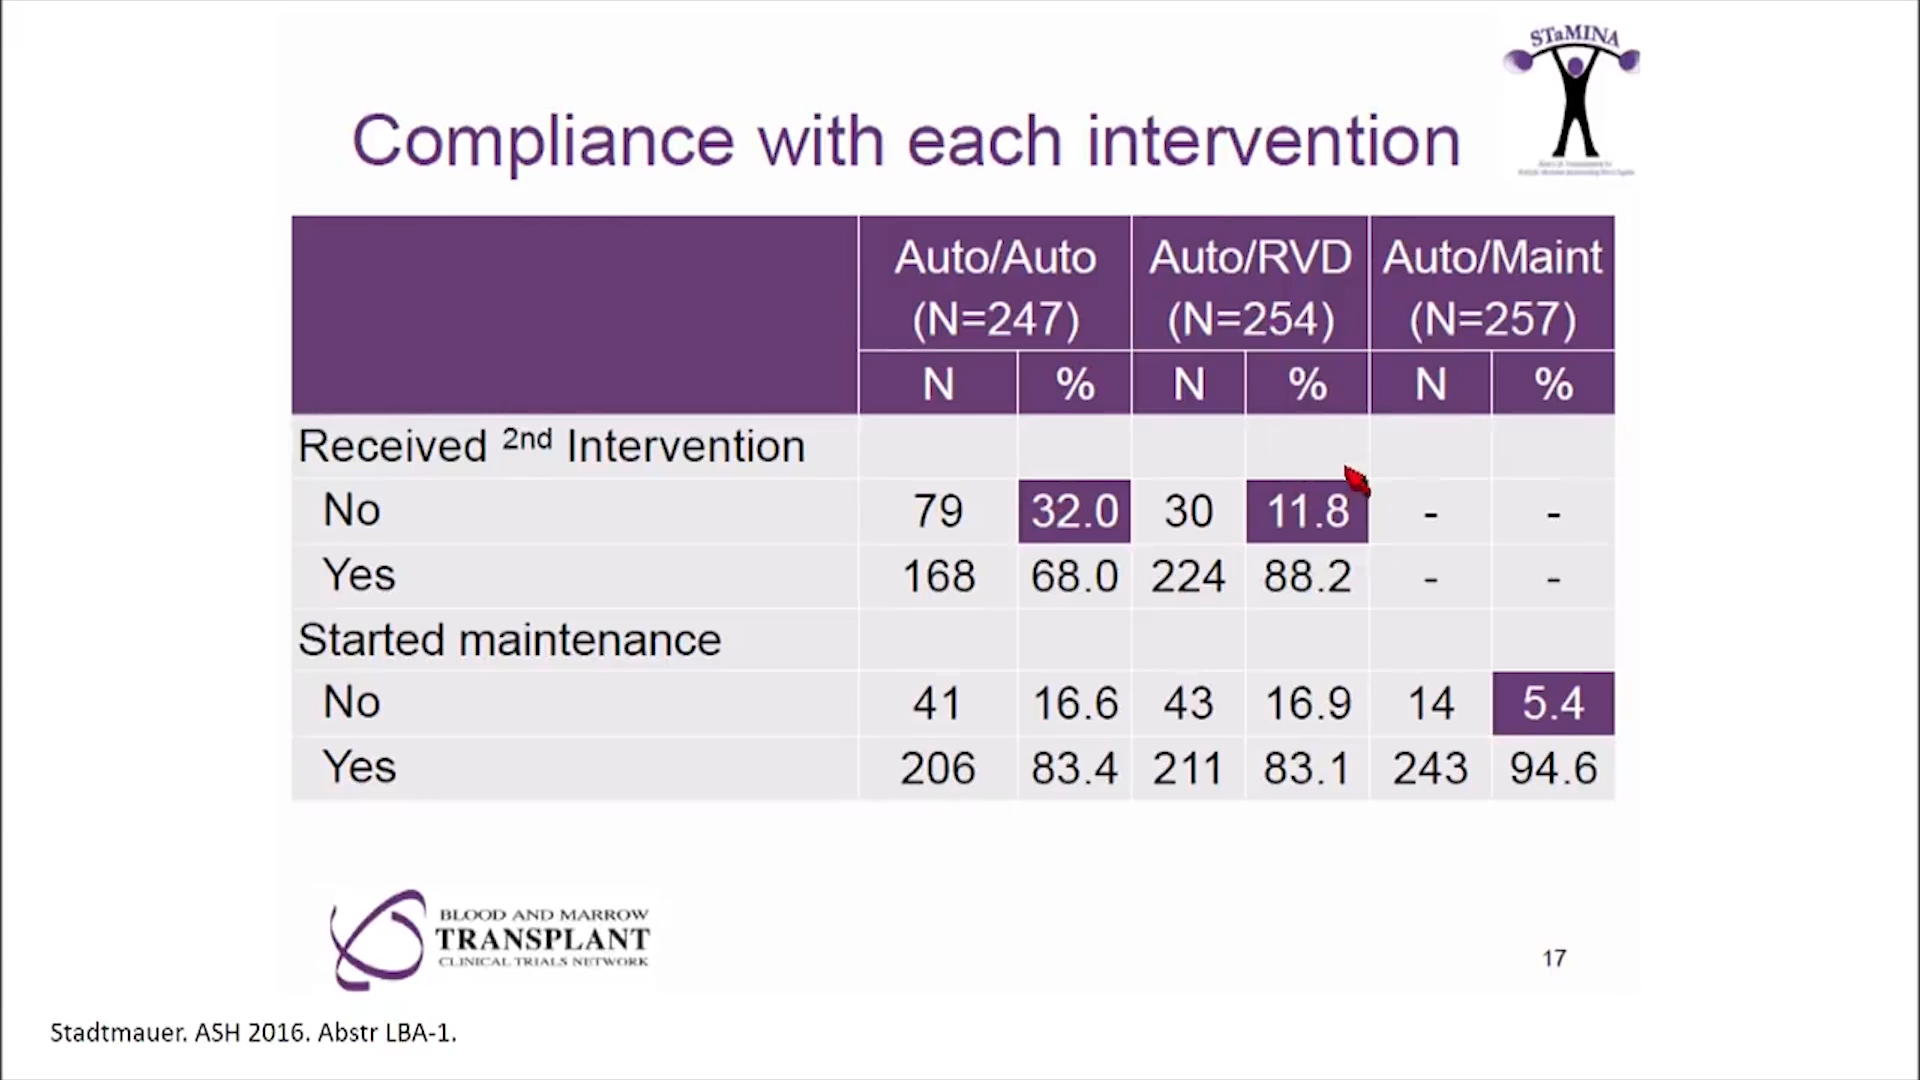 STaMINA
Compliance with each intervention
Auto/Auto Auto/RVD Auto/Maint
(N=247) (N=254) (N=257)
N % N % N %
Received 2nd Intervention
No 79 32.0 30 11.8 - -
Yes 168 68.0 224 88.2 - -
Started maintenance
No 41 16.6 43 16.9 14 5.4
Yes 206 83.4 211 83.1 243 94.6
BLOOD AND MARROW
TRANSPLANT
CLINICAL TRIALS NETWORK
17
Stadtmauer. ASH 2016. Abstr LBA-1.